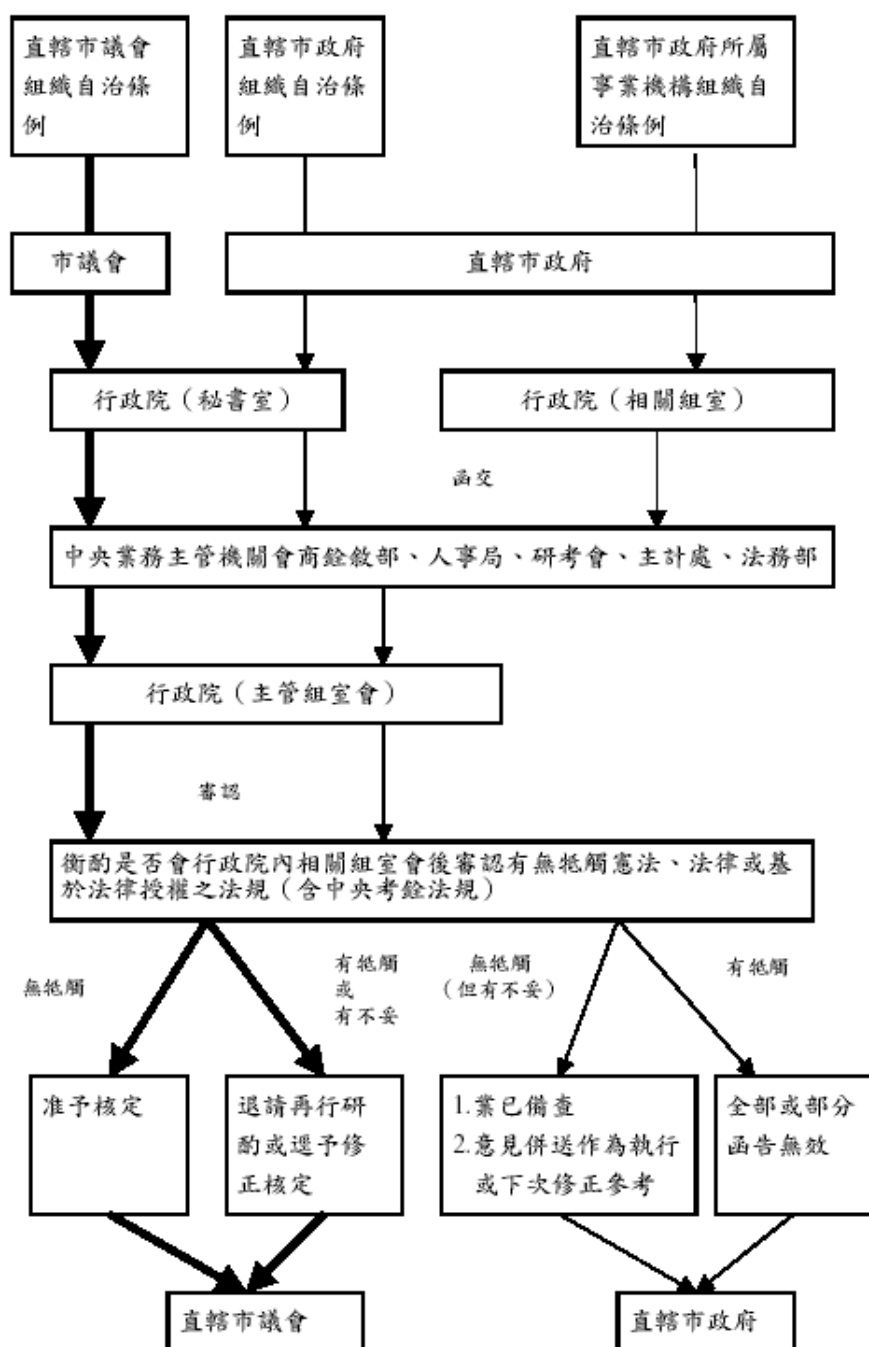 直轄市議會
組織自治條
例
直轄市政府
組織自治條
例
直轄市政府所屬
事業機構組織自
治條例
市議會
直轄市政府
行政院（秘書室）
行政院（相關組室）
函交
中央業務主管機關會商銓敘部、人事局、研考會、主計處、法務部
行政院（主管組室會）
審認
衡酌是否會行政院內相關組室會後審認有無牴觸憲法、法律或基
於法律授權之法規（含中央考銓法規）
無牴觸
有牴觸
或
有不妥
無牴觸
（但有不妥）
有牴觸
准予核定
退請再行研
酌或逕予修
正核定
1.業已備查
2.意見併送作為執行
或下次修正參考
全部或部分
函告無效
直轄市議會
直轄市政府